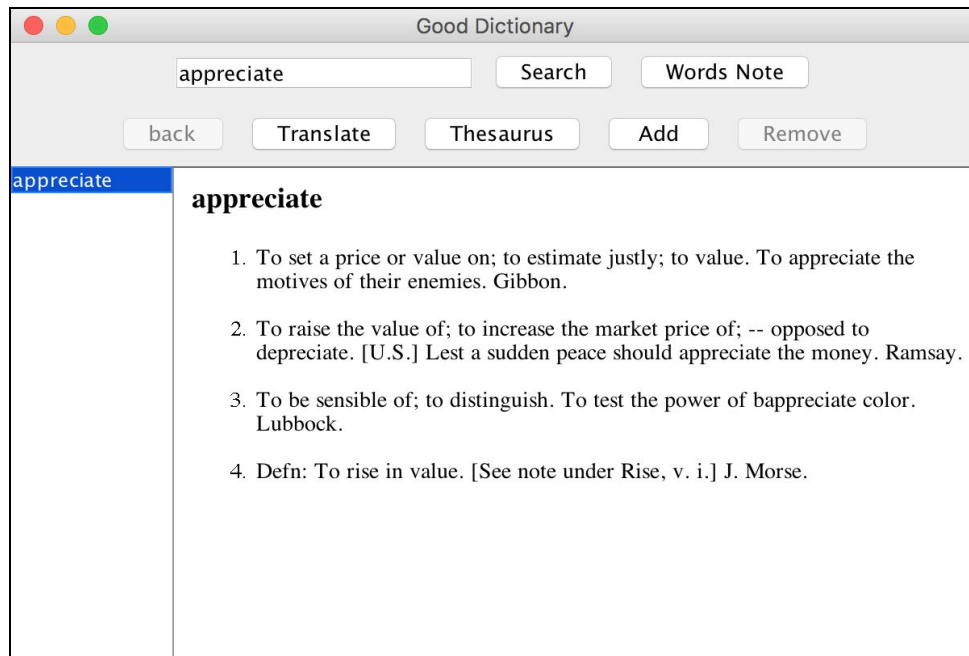 Good Dictionary
appreciate Search Words Note
back Translate Thesaurus Add Remove
appreciate
appreciate
1. To set a price or value on; to estimate justly; to value. To appreciate the
motives of their enemies. Gibbon.
2. To raise the value of; to increase the market price of; -- opposed to
depreciate. [U.S.] Lest a sudden peace should appreciate the money. Ramsay.
3. To be sensible of; to distinguish. To test the power of bappreciate color.
Lubbock.
4. Defn: To rise in value. [See note under Rise, v. i.] J. Morse.